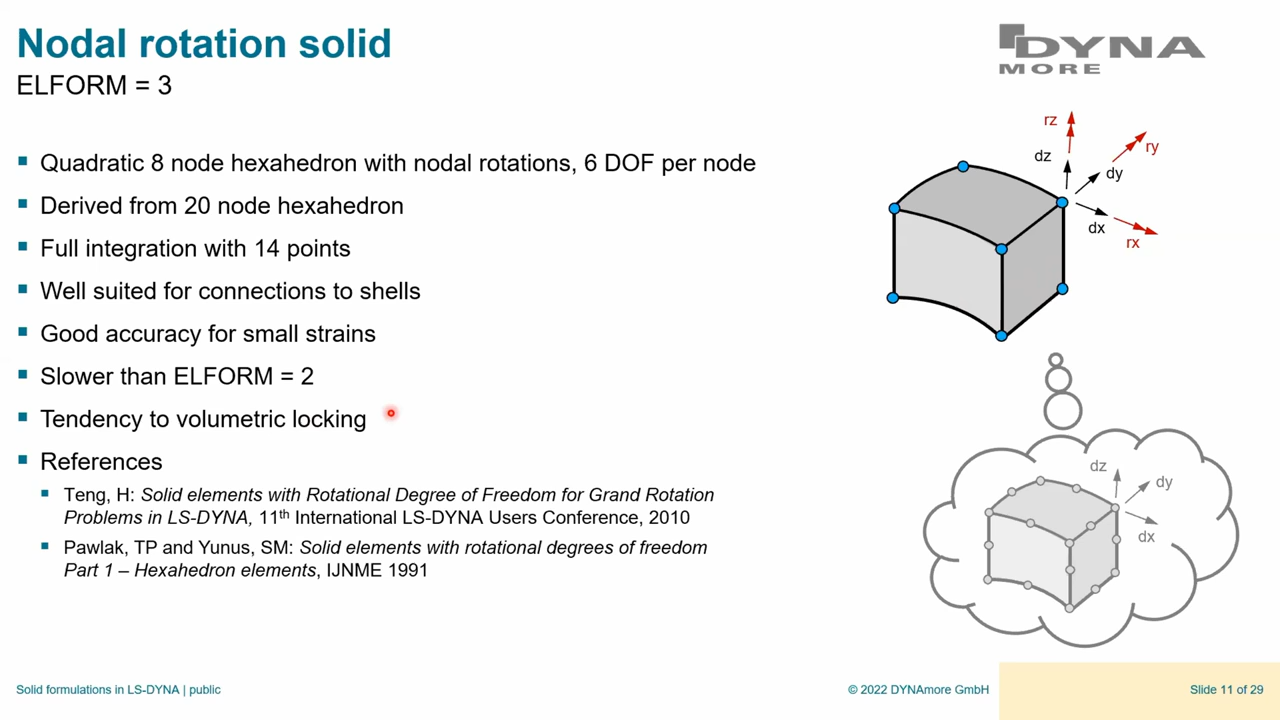 Nodal rotation solid
ELFORM = 3
DYNA
MORE
Quadratic 8 node hexahedron with nodal rotations, 6 DOF per node
Derived from 20 node hexahedron
Full integration with 14 points
Well suited for connections to shells
Good accuracy for small strains
Slower than ELFORM = 2
Tendency to volumetric locking
References
Teng, H: Solid elements with Rotational Degree of Freedom for Grand Rotation
Problems in LS-DYNA, 11th International LS-DYNA Users Conference, 2010
Pawlak, TP and Yunus, SM: Solid elements with rotational degrees of freedom
Part 1 – Hexahedron elements, IJNME 1991
rz
dz
ry
dy
dx
rx
dz
dy
dx
Solid formulations in LS-DYNA | public
© 2022 DYNAmore GmbH
Slide 11 of 29